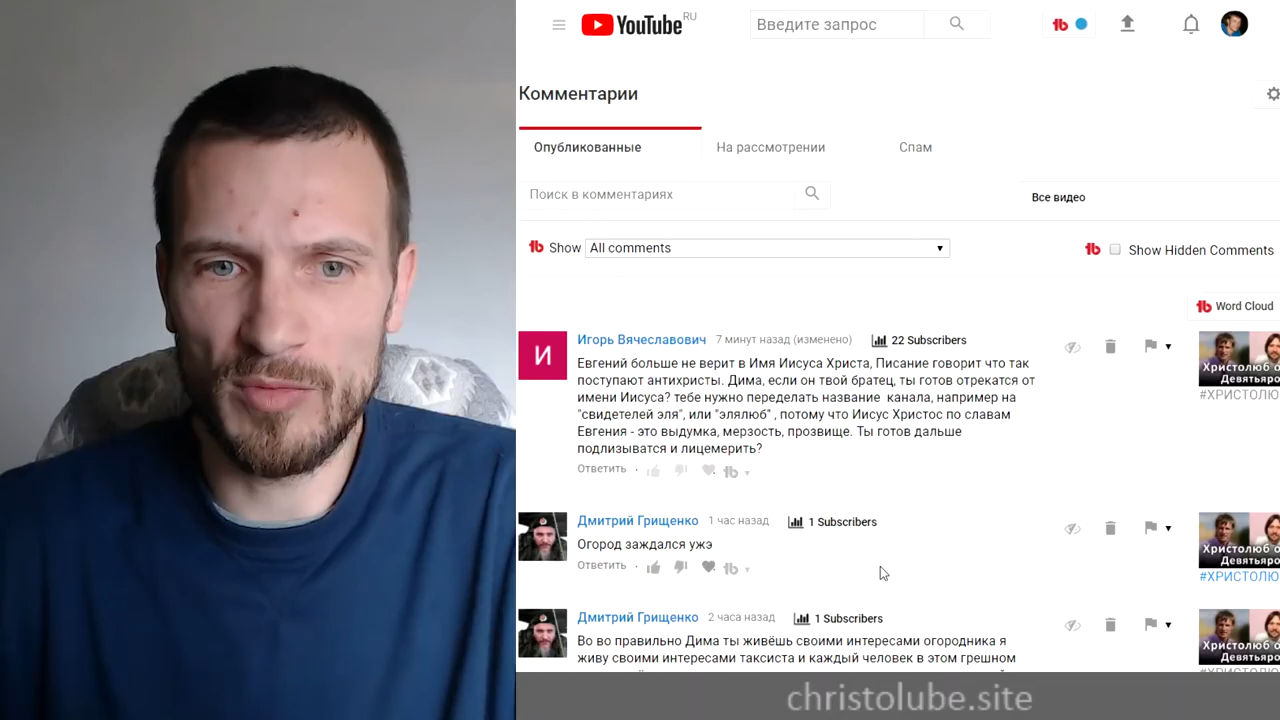 YouTube RU
Введите запрос
Комментарии
Опубликованные
На рассмотрении
Спам
Поиск в комментариях
Все видео
Show All comments
Show Hidden Comments
Word Cloud
И
Игорь Вячеславович 7 минут назад (изменено) 22 Subscribers
Евгений больше не верит в Имя Иисуса Христа, Писание говорит что так
поступают антихристы. Дима, если он твой братец, ты готов отрекатся от
имени Иисуса? тебе нужно переделать название канала, например на
"свидетелей эля", или "элялюб" , потому что Иисус Христос по славам
Евгения - это выдумка, мерзость, прозвище. Ты готов дальше
подлизыватся и лицемерить?
Ответить
Христолюб о
Девятьяро
#ХРИСТОЛЮ
Дмитрий Грищенко 1 час назад 1 Subscribers
Огород заждался ужэ
Ответить
Христолюб о
Девятьяро
#ХРИСТОЛЮ
Дмитрий Грищенко 2 часа назад 1 Subscribers
Во во правильно Дима ты живёшь своими интересами огородника я
живу своими интересами таксиста и каждый человек в этом грешном
Христолюб о
Девятьяро
christolube.site